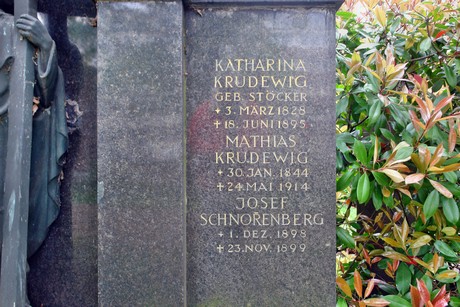 KATHARINA
KRUDEWIG
GEB. STÖCKER
+ 3. MÄRZ 1828
+ 18. JUNI 1895
MATHIAS
KRUDEWIG
+ 30. JAN. 1844
+ 24. MAI 1914
JOSEF
SCHNORRENBERG
+ 1. DEZ. 1898
+ 23. NOV. 1899